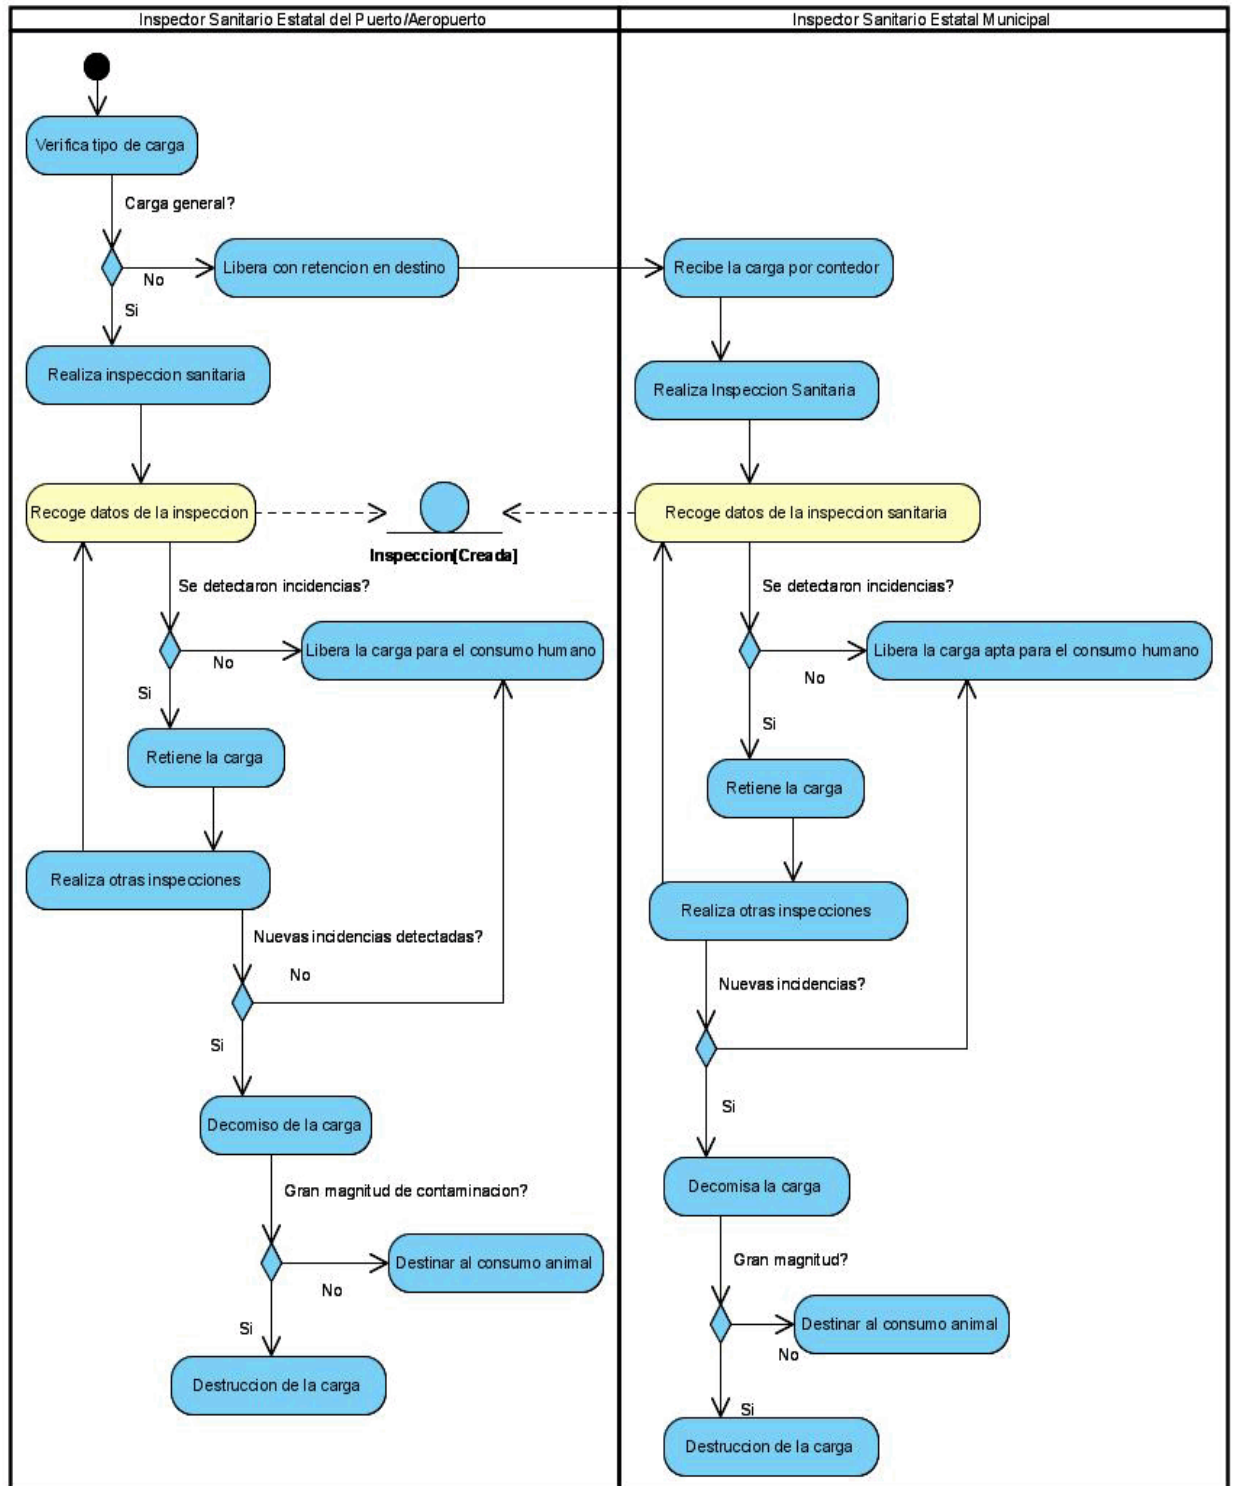 Inspector Sanitario Estatal del Puerto/Aeropuerto
Inspector Sanitario Estatal Municipal
Verifica tipo de carga
Carga general?
Libera con retencion en destino
Recibe la carga por contedor
No
Si
Realiza inspeccion sanitaria
Realiza Inspeccion Sanitaria
Recoge datos de la inspeccion
Recoge datos de la inspeccion sanitaria
Inspeccion[Creada]
Se detectaron incidencias?
Se detectaron incidencias?
Libera la carga para el consumo humano
Libera la carga apta para el consumo humano
No
No
Si
Si
Retiene la carga
Retiene la carga
Realiza otras inspecciones
Realiza otras inspecciones
Nuevas incidencias detectadas?
No
Nuevas incidencias?
Si
Si
Decomiso de la carga
Decomisa la carga
Gran magnitud de contaminacion?
Gran magnitud?
Destinar al consumo animal
No
Destinar al consumo animal
Si
No
Destruccion de la carga
Si
Destruccion de la carga